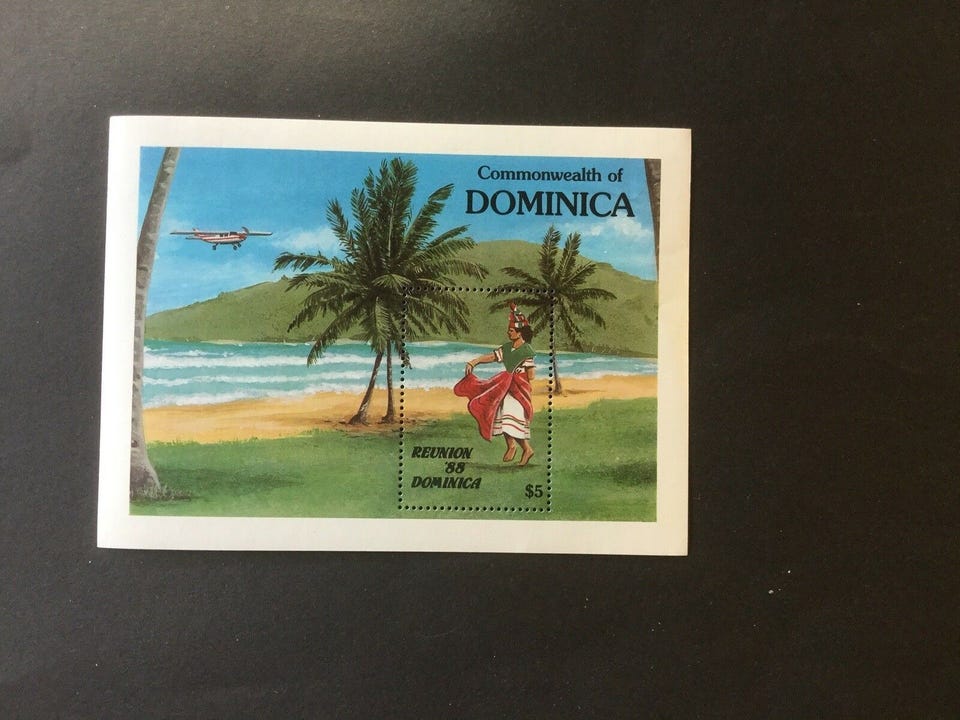 Commonwealth of
DOMINICA
REUNION
'88
DOMINICA
$5